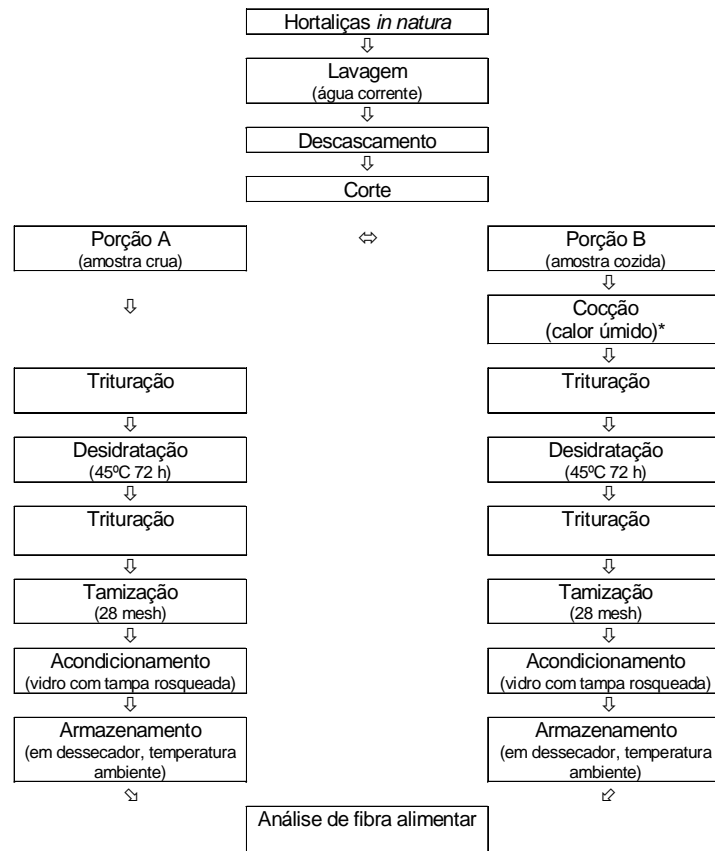 Hortaliças in natura
⇩
Lavagem
(água corrente)
⇩
Descascamento
⇩
Corte
Porção A
(amostra crua)
⇔
Porção B
(amostra cozida)
⇩
⇩
Cocção
(calor úmido)*
⇩
Trituração
Trituração
⇩
⇩
Desidratação
(45ºC 72 h)
Desidratação
(45ºC 72 h)
⇩
⇩
Trituração
Trituração
⇩
⇩
Tamização
(28 mesh)
Tamização
(28 mesh)
⇩
⇩
Acondicionamento
(vidro com tampa rosqueada)
Acondicionamento
(vidro com tampa rosqueada)
⇩
⇩
Armazenamento
(em dessecador, temperatura
ambiente)
Armazenamento
(em dessecador, temperatura
ambiente)
Análise de fibra alimentar